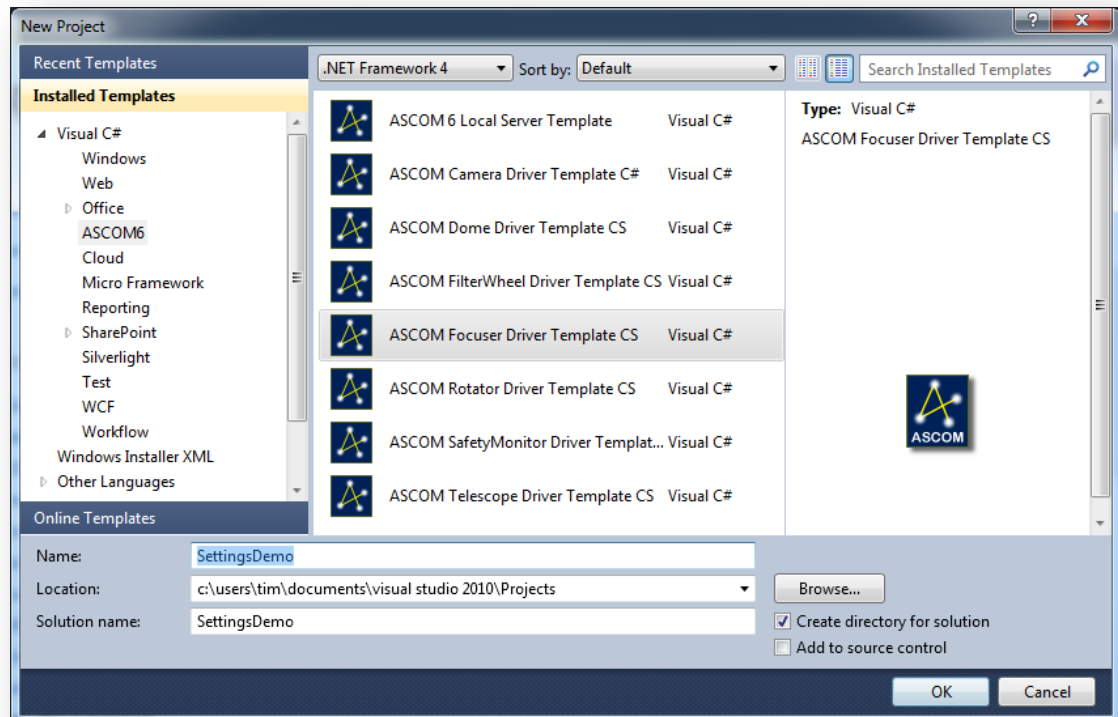 New Project
Recent Templates
Installed Templates
Visual C#
Windows
Web
Office
ASCOM6
Cloud
Micro Framework
Reporting
SharePoint
Silverlight
Test
WCF
Workflow
Windows Installer XML
Other Languages
Online Templates
.NET Framework 4 Sort by: Default Search Installed Templates
ASCOM 6 Local Server Template Visual C#
ASCOM Camera Driver Template C# Visual C#
ASCOM Dome Driver Template CS Visual C#
ASCOM FilterWheel Driver Template CS Visual C#
ASCOM Focuser Driver Template CS Visual C#
ASCOM Rotator Driver Template CS Visual C#
ASCOM SafetyMonitor Driver Templat... Visual C#
ASCOM Telescope Driver Template CS Visual C#
Type: Visual C#
ASCOM Focuser Driver Template CS
ASCOM
Name: SettingsDemo
Location: c:\users\tim\documents\visual studio 2010\Projects Browse...
Solution name: SettingsDemo
Create directory for solution
Add to source control
OK Cancel